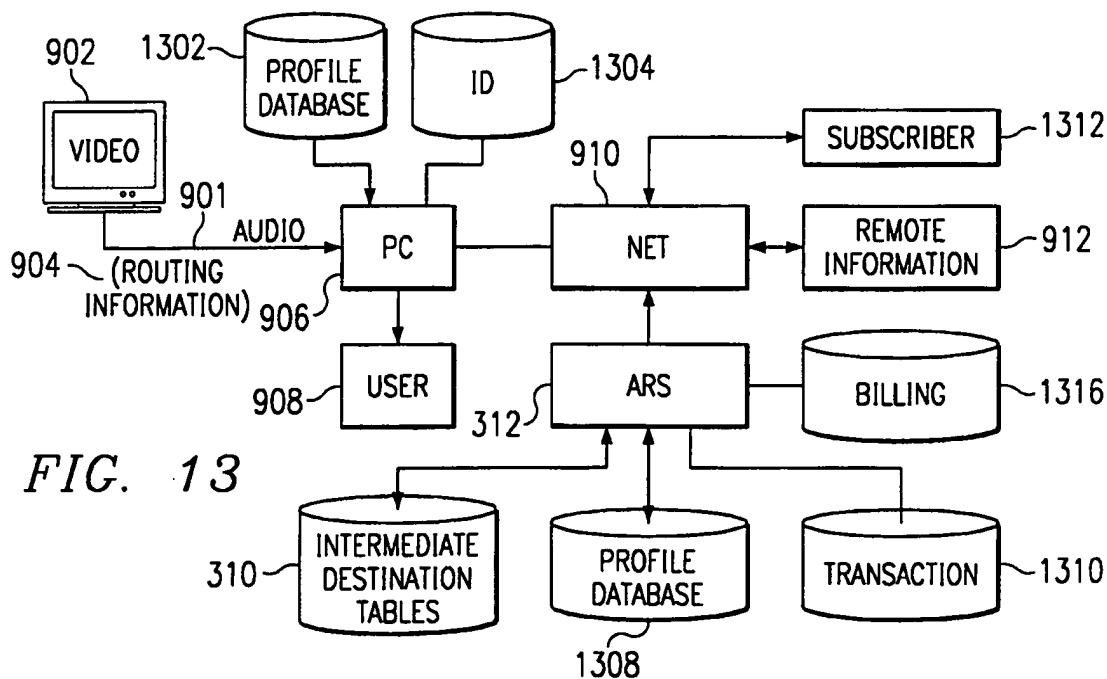 902
1302
PROFILE
DATABASE
ID
1304
VIDEO
901
AUDIO
904
(ROUTING
INFORMATION)
PC
906
910
NET
SUBSCRIBER
1312
REMOTE
INFORMATION
912
USER
908
ARS
312
BILLING
1316
FIG. 13
INTERMEDIATE
DESTINATION
TABLES
310
PROFILE
DATABASE
1308
TRANSACTION
1310